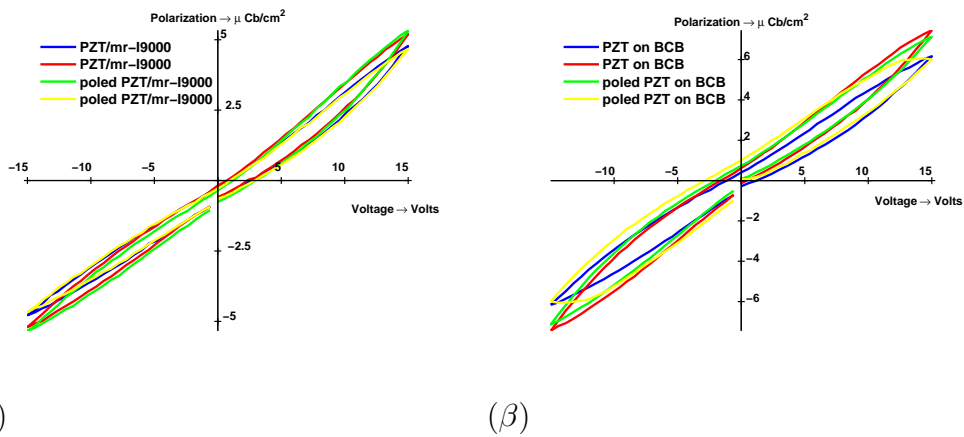 Polarization → μ Cb/cm²
5
PZT/mr−I9000
PZT/mr−I9000
poled PZT/mr−I9000
poled PZT/mr−I9000
2.5
−15 −5 5 10 15
Voltage → Volts
−2.5
−5
)
Polarization → μ Cb/cm²
PZT on BCB
PZT on BCB
poled PZT on BCB
poled PZT on BCB
6
4
2
−10 −5 5 10 15
Voltage → Volts
−2
−4
−6
(β)